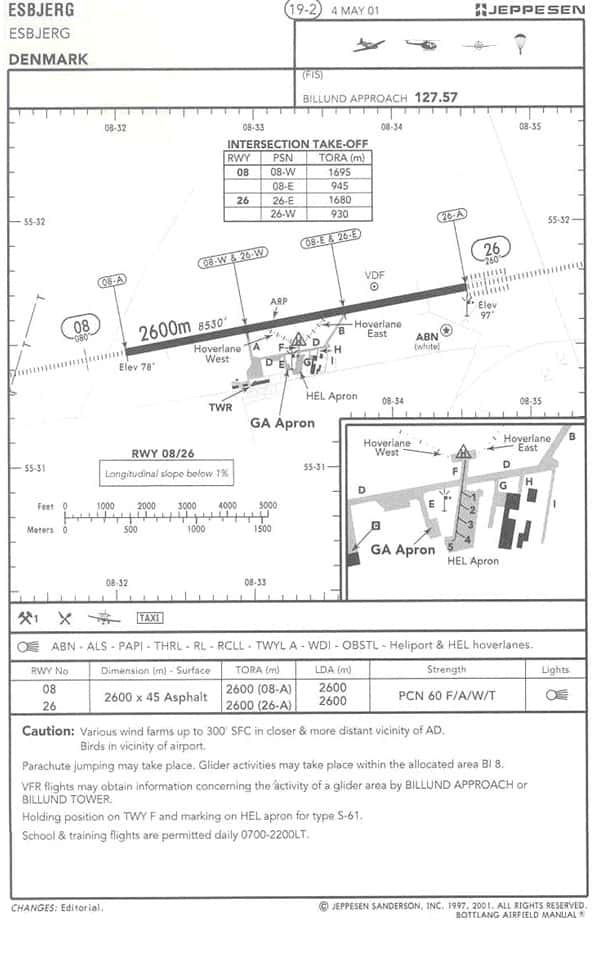 ESBJERG
19-2 4 MAY 01
JEPPESEN
ESBJERG
DENMARK
(FIS)
BILLUND APPROACH 127.57
08-32 08-33 08-34 08-35
INTERSECTION TAKE-OFF
RWY PSN TORA (m)
08 08-W 1695
08-E 945
26 26-E 1680
26-W 930
55-32 55-32
26-A
08-E & 26-E
08-W & 26-W
26
260°
VDF
08-A
ARP
Elev
97'
08
080°
2600m 8530'
Hoverlane
East
ABN
(white)
T
T
A
B
F
D
H
Hoverlane
West
D
E
G
I
Elev 78'
HEL Apron
TWR
GA Apron
08-34 08-35
RWY 08/26
Longitudinal slope below 1%
55-31 55-31
Feet 0 1000 2000 3000 4000 5000
Meters 0 500 1000 1500
08-32 08-33
Hoverlane
West
Hoverlane
East
B
H
F
D
D
G
H
E
I
1
2
3
4
5
C
GA Apron
HEL Apron
1
TAXI
ABN - ALS - PAPI - THRL - RL - RCLL - TWYL A - WDI - OBSTL - Heliport & HEL hoverlanes.
RWY No Dimension (m) - Surface TORA (m) LDA (m) Strength Lights
08 2600 (08-A) 2600
2600 x 45 Asphalt PCN 60 F/A/W/T
26 2600 (26-A) 2600
Caution: Various wind farms up to 300' SFC in closer & more distant vicinity of AD.
Birds in vicinity of airport.
Parachute jumping may take place. Glider activities may take place within the allocated area BI 8.
VFR flights may obtain information concerning the activity of a glider area by BILLUND APPROACH or
BILLUND TOWER.
Holding position on TWY F and marking on HEL apron for type S-61.
School & training flights are permitted daily 0700-2200LT.
CHANGES: Editorial.
© JEPPESEN SANDERSON, INC. 1997, 2001. ALL RIGHTS RESERVED.
BOTTLANG AIRFIELD MANUAL®